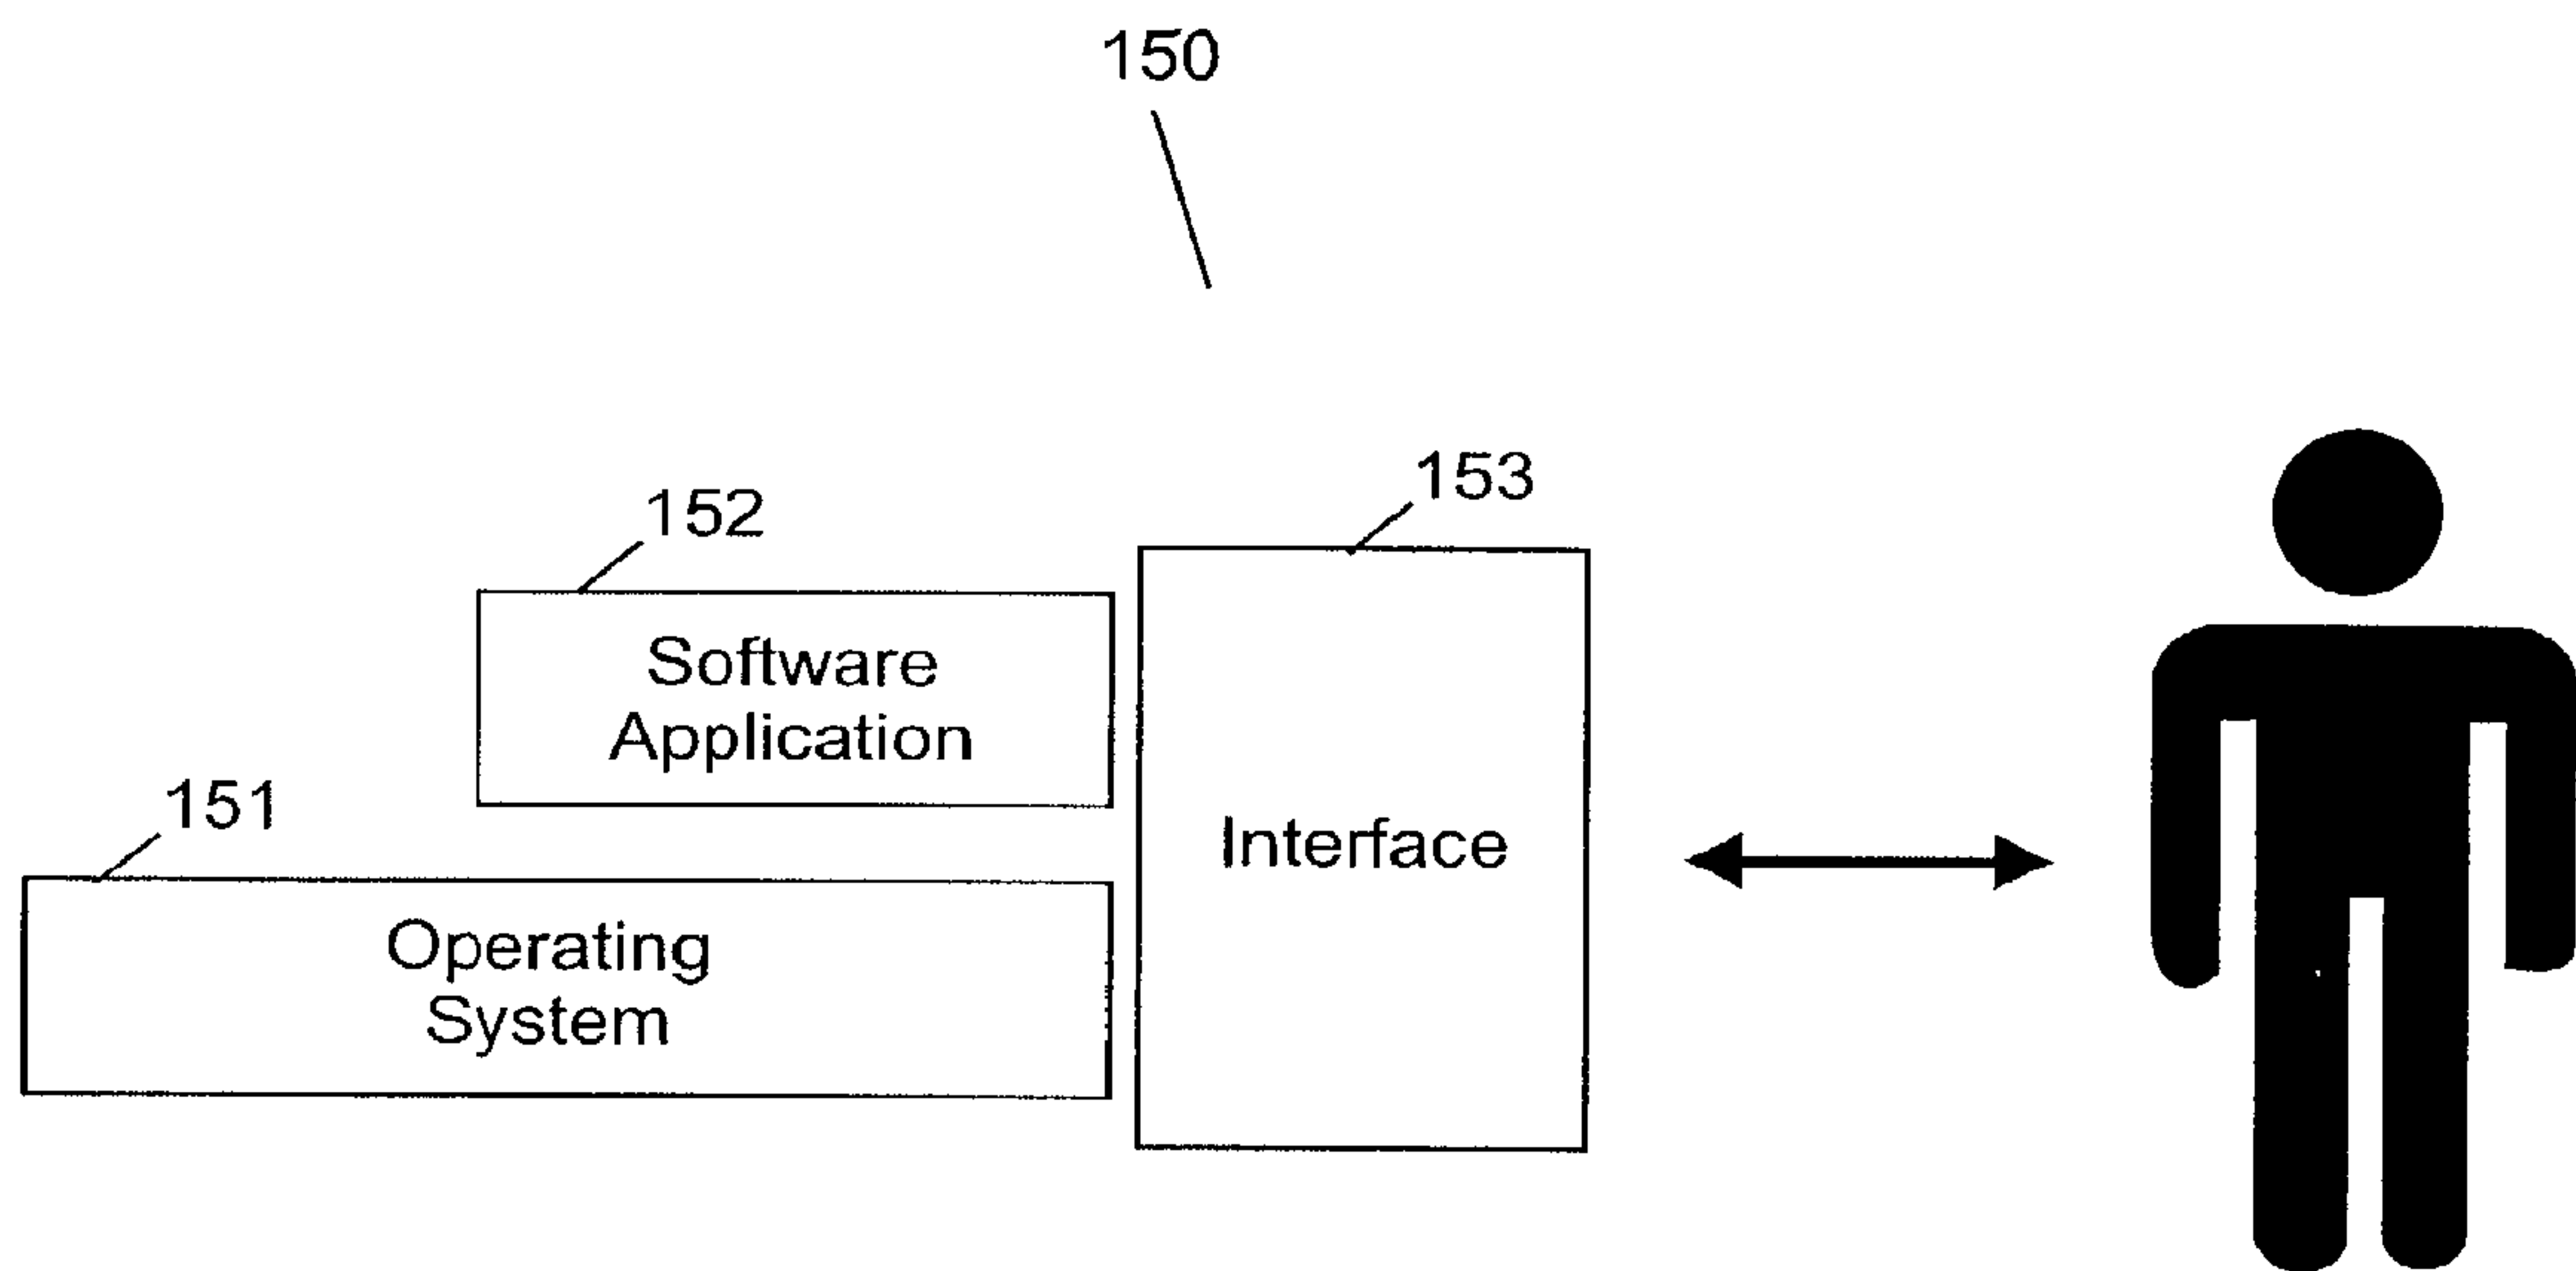 150
153
152
Software
Application
151
Interface
Operating
System